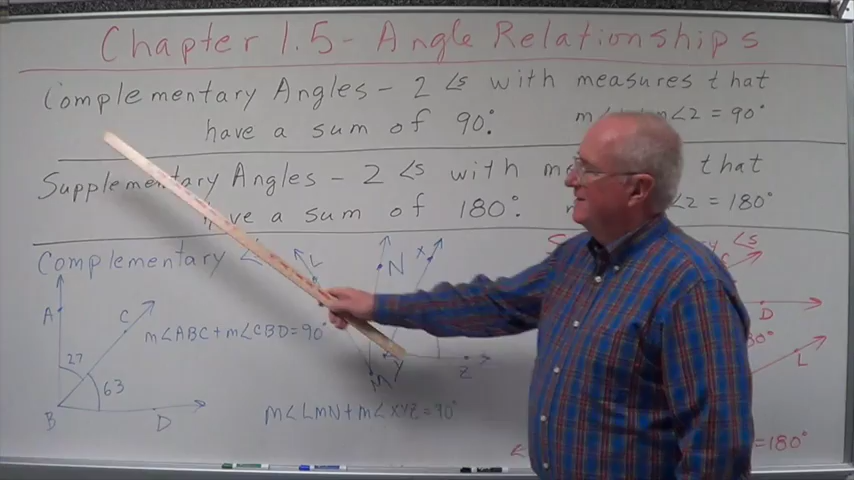 Chapter 1.5 - Angle Relationships
Complementary Angles - 2 ∠s with measures that
have a sum of 90°. ∠2 = 90°
Supplementary Angles - 2 ∠s with that
have a sum of 180°. ∠2 = 180°
Complementary ∠s
A
C
27
63
B
D
m∠ABC + m∠CBD = 90°
L
N
M
X
Y
Z
m∠LMN + m∠XYZ = 90°
C
D
L
= 180°